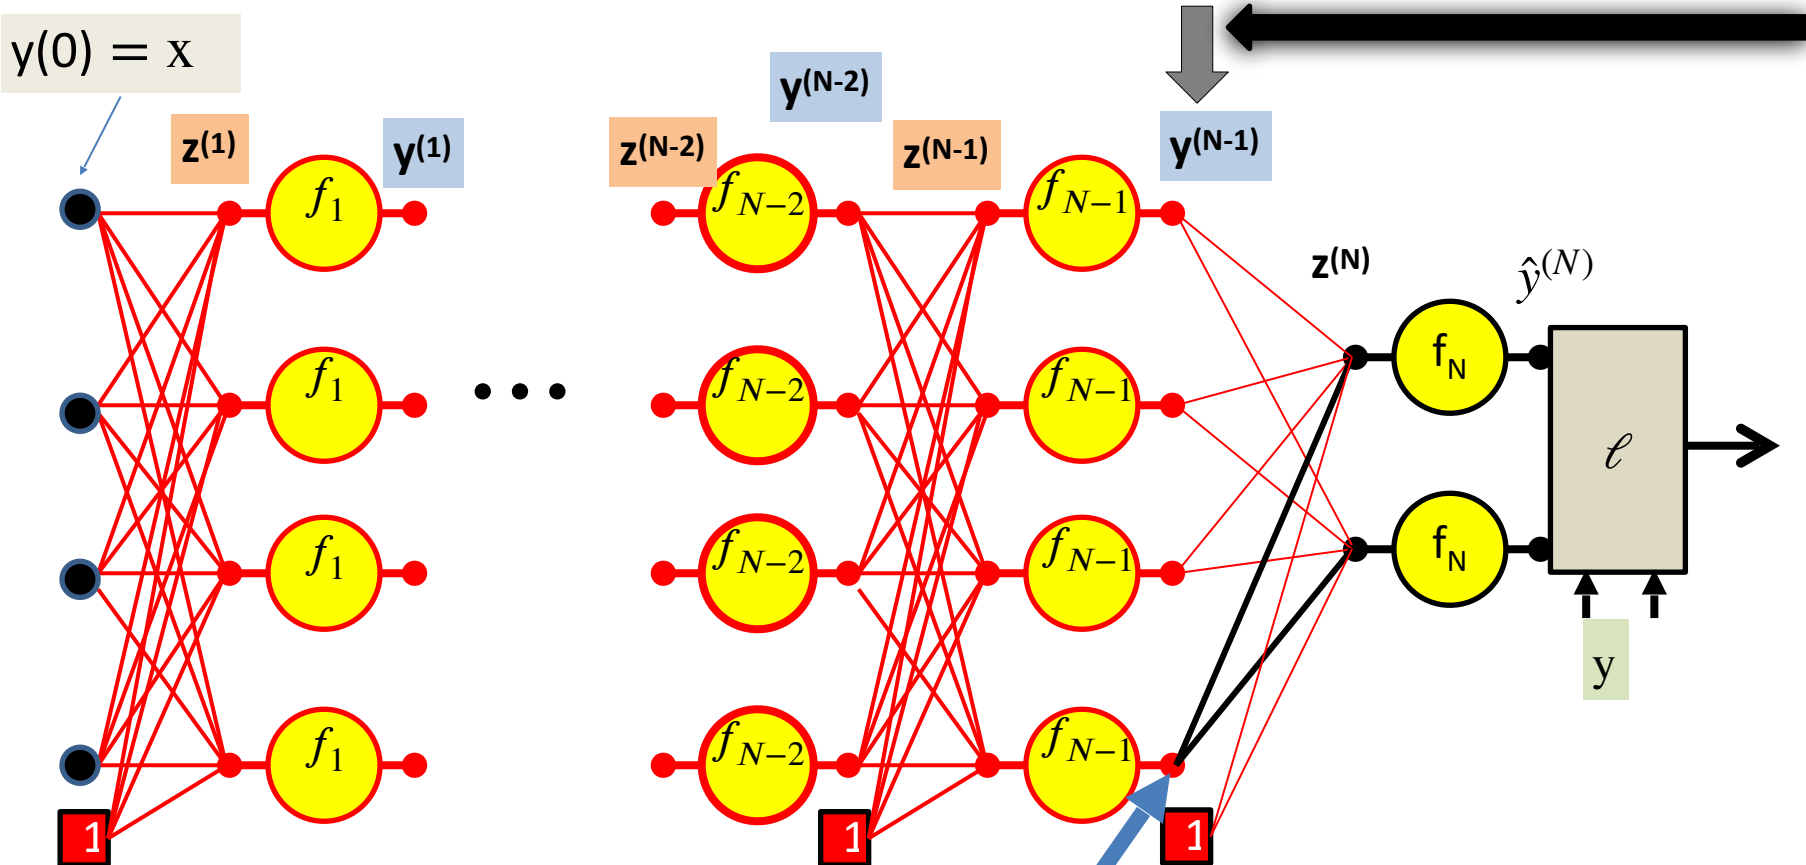 y(0) = x
z(1)
y(1)
z(N-2)
y(N-2)
z(N-1)
y(N-1)
z(N)
ŷ(N)
f1
fN−2
fN−1
fN
f1
fN−2
fN−1
ℓ
f1
fN−2
fN−1
fN
y
f1
fN−2
fN−1
1
1
1